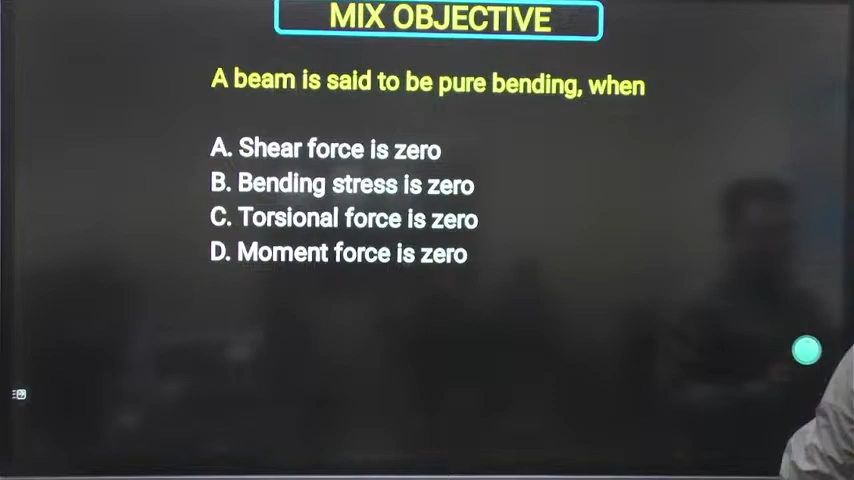 MIX OBJECTIVE
A beam is said to be pure bending, when
A. Shear force is zero
B. Bending stress is zero
C. Torsional force is zero
D. Moment force is zero